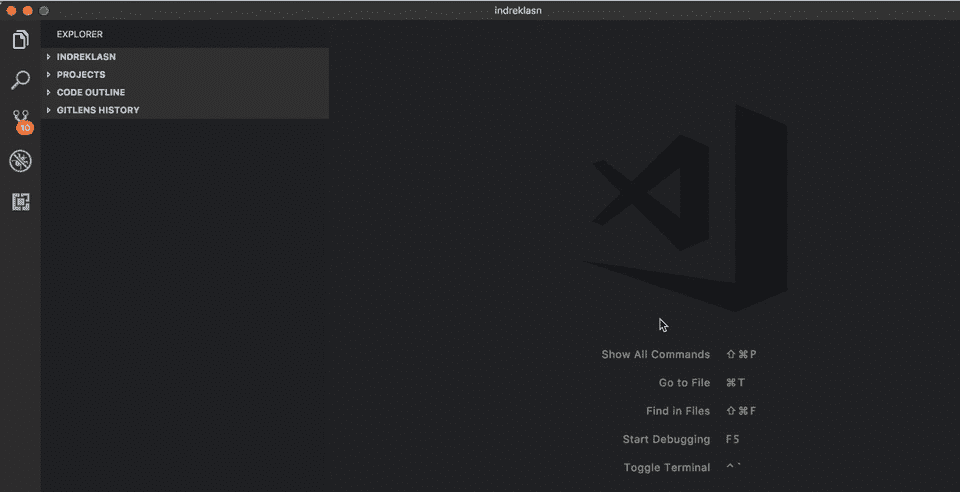 indreklasn
EXPLORER
INDREKLASN
PROJECTS
CODE OUTLINE
GITLENS HISTORY
10
Show All Commands ⇧⌘P
Go to File ⌘T
Find in Files ⇧⌘F
Start Debugging F5
Toggle Terminal ^`